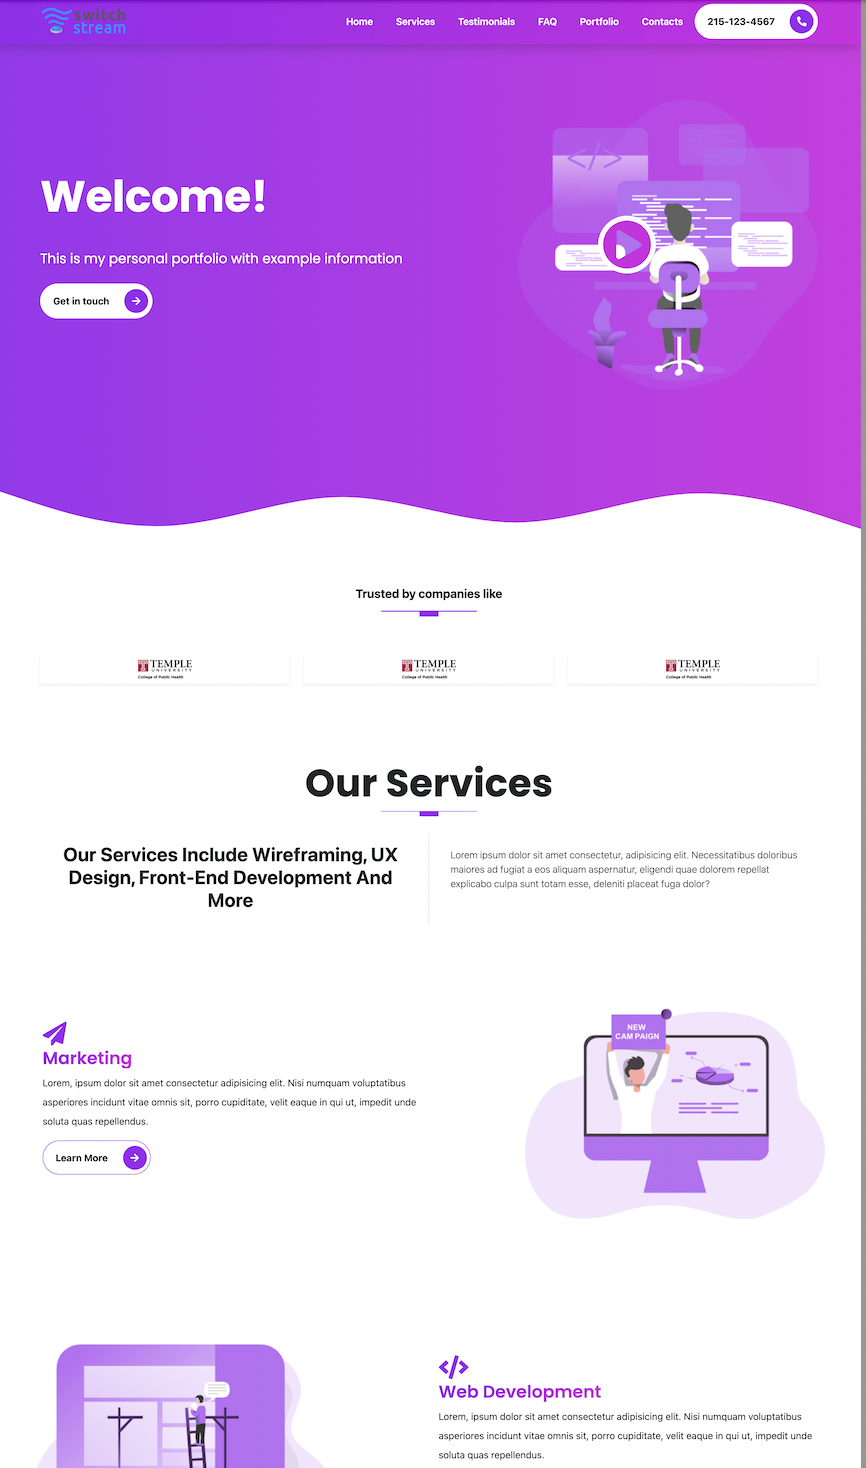 switch
stream
Home
Services
Testimonials
FAQ
Portfolio
Contacts
215-123-4567
Welcome!
This is my personal portfolio with example information
Get in touch
Trusted by companies like
TEMPLE
UNIVERSITY
College of Public Health
TEMPLE
UNIVERSITY
College of Public Health
TEMPLE
UNIVERSITY
College of Public Health
Our Services
Our Services Include Wireframing, UX
Design, Front-End Development And
More
Lorem ipsum dolor sit amet consectetur, adipisicing elit. Necessitatibus doloribus
maiores ad fugiat a eos aliquam aspernatur, eligendi quae dolorem repellat
explicabo culpa sunt totam esse, deleniti placeat fuga dolor?
Marketing
Lorem, ipsum dolor sit amet consectetur adipisicing elit. Nisi numquam voluptatibus
asperiores incidunt vitae omnis sit, porro cupiditate, velit eaque in qui ut, impedit unde
soluta quas repellendus.
Learn More
NEW
CAM PAIGN
Web Development
Lorem, ipsum dolor sit amet consectetur adipisicing elit. Nisi numquam voluptatibus
asperiores incidunt vitae omnis sit, porro cupiditate, velit eaque in qui ut, impedit unde
soluta quas repellendus.